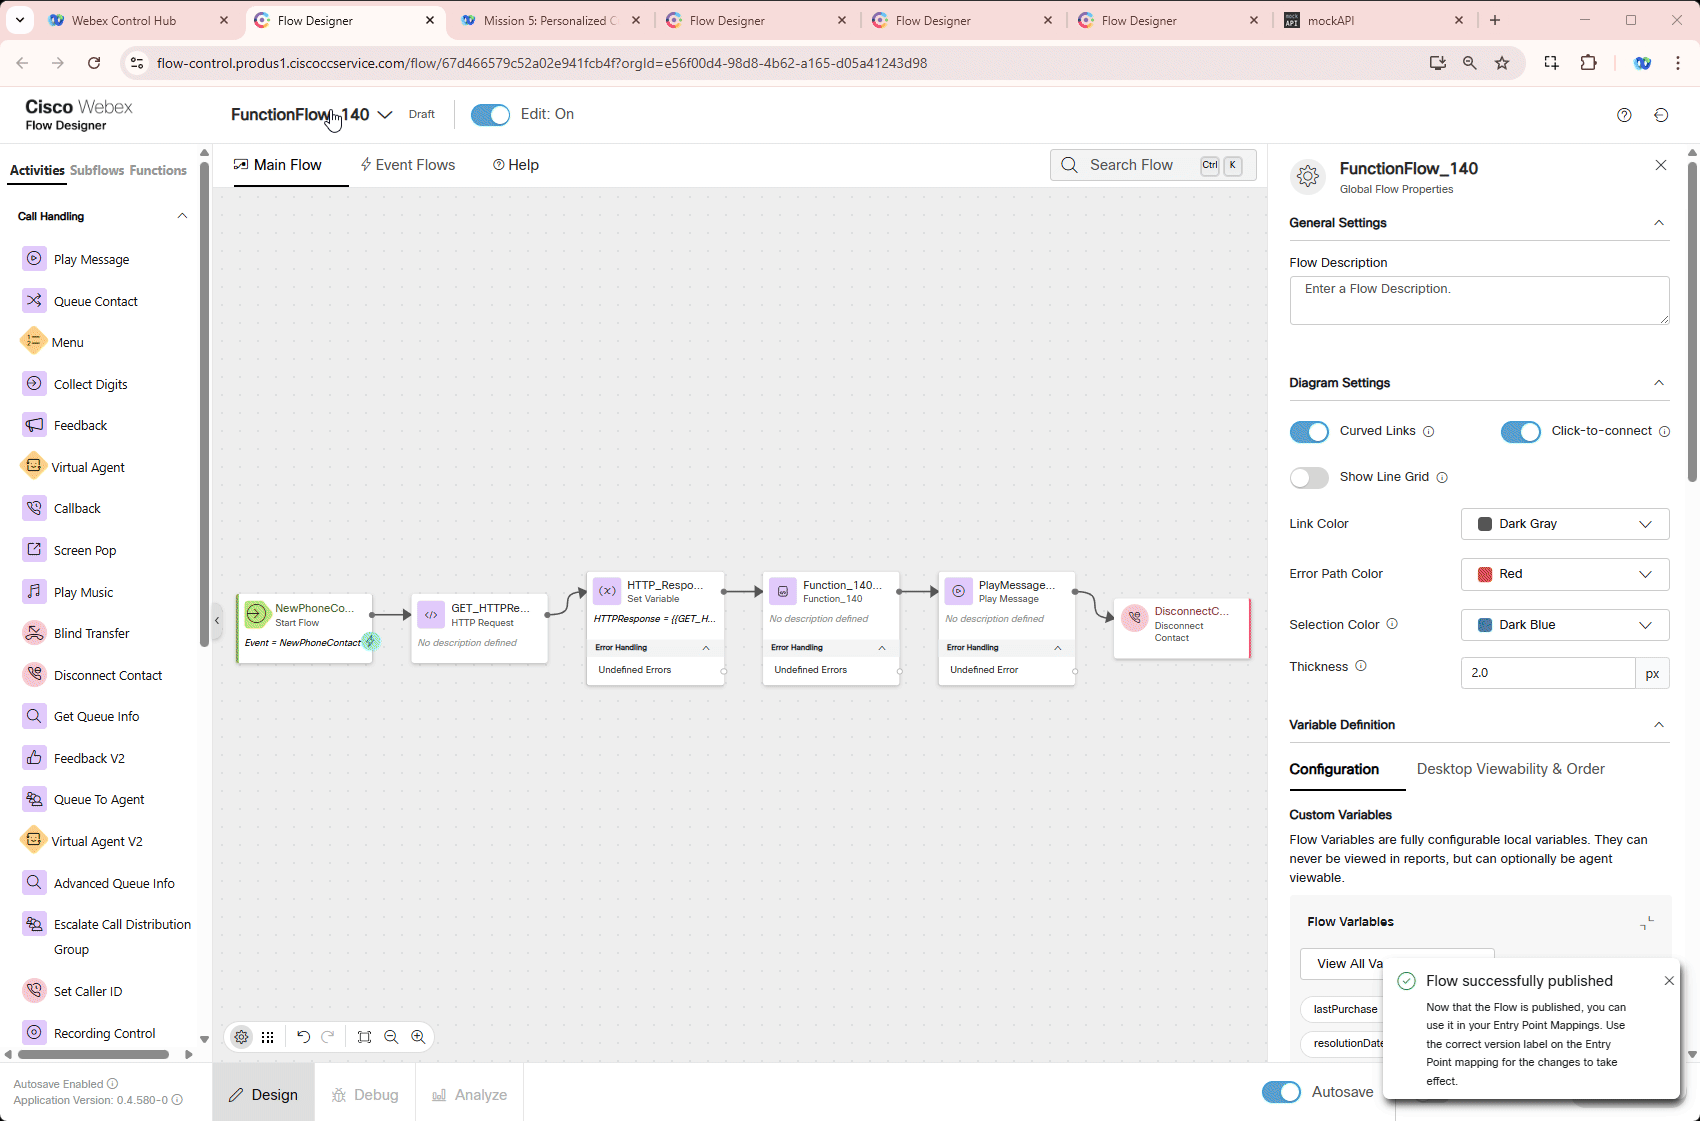 Webex Control Hub
Flow Designer
Mission 5: Personalized C
Flow Designer
Flow Designer
Flow Designer
mockAPI
flow-control.produs1.ciscoccservice.com/flow/67d466579c52a02e941fcb4f?orgId=e56f00d4-98d8-4b62-a165-d05a41243d98
Cisco Webex
Flow Designer
FunctionFlow_140
Draft
Edit: On
Activities
Subflows
Functions
Call Handling
Play Message
Queue Contact
Menu
Collect Digits
Feedback
Virtual Agent
Callback
Screen Pop
Play Music
Blind Transfer
Disconnect Contact
Get Queue Info
Feedback V2
Queue To Agent
Virtual Agent V2
Advanced Queue Info
Escalate Call Distribution
Group
Set Caller ID
Recording Control
Autosave Enabled
Application Version: 0.4.580-0
Main Flow
Event Flows
Help
Search Flow
Ctrl
K
NewPhoneCo...
Start Flow
Event = NewPhoneContact
GET_HTTPRe...
HTTP Request
No description defined
HTTP_Respo...
Set Variable
HTTPResponse = {{GET_H...
Error Handling
Undefined Errors
Function_140...
Function_140
No description defined
Error Handling
Undefined Errors
PlayMessage...
Play Message
No description defined
Error Handling
Undefined Error
DisconnectC...
Disconnect
Contact
Design
Debug
Analyze
Autosave
FunctionFlow_140
Global Flow Properties
General Settings
Flow Description
Enter a Flow Description.
Diagram Settings
Curved Links
Click-to-connect
Show Line Grid
Link Color
Dark Gray
Error Path Color
Red
Selection Color
Dark Blue
Thickness
2.0
px
Variable Definition
Configuration
Desktop Viewability & Order
Custom Variables
Flow Variables are fully configurable local variables. They can
never be viewed in reports, but can optionally be agent
viewable.
Flow Variables
View All Va
lastPurchase
resolutionDate
Flow successfully published
Now that the Flow is published, you can
use it in your Entry Point Mappings. Use
the correct version label on the Entry
Point mapping for the changes to take
effect.